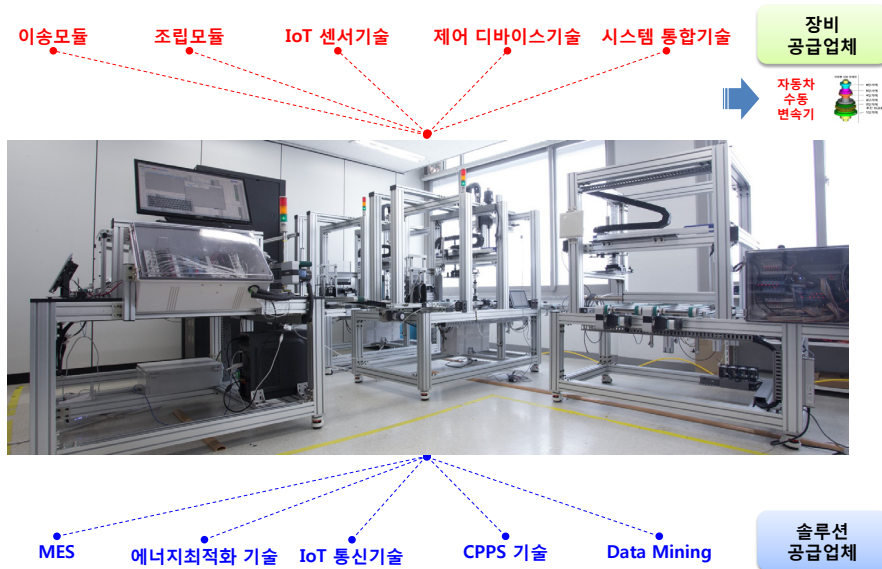 이송모듈
조립모듈
IoT 센서기술
제어 디바이스기술
시스템 통합기술
장비
공급업체
자동차
수동
변속기
MES
에너지최적화 기술
IoT 통신기술
CPPS 기술
Data Mining
솔루션
공급업체